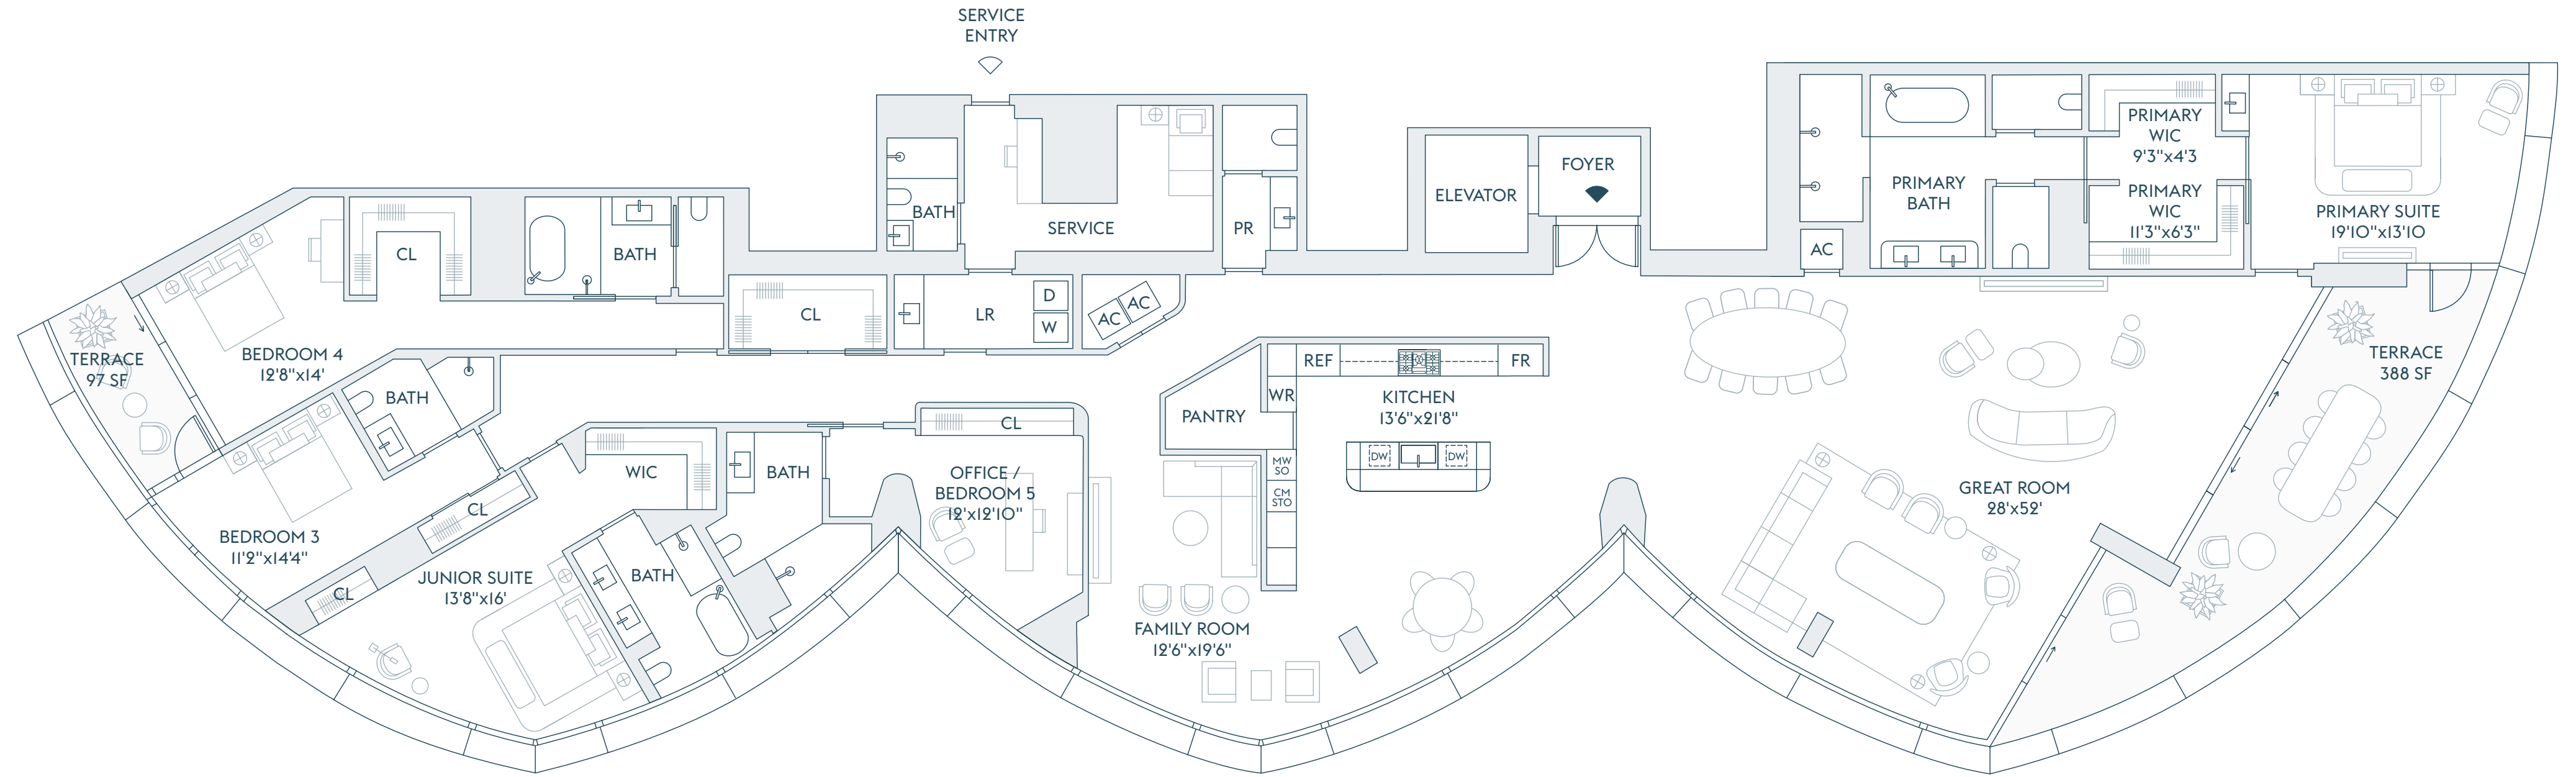 SERVICE
ENTRY
PRIMARY
WIC
9'3"x4'3
FOYER
ELEVATOR
PRIMARY
BATH
PRIMARY
WIC
11'3"x6'3"
PRIMARY SUITE
19'10"x13'10
BATH
SERVICE
PR
AC
CL
BATH
CL
LR
D
W
AC
AC
TERRACE
97 SF
BEDROOM 4
12'8"x14'
BATH
REF
FR
WR
KITCHEN
13'6"x21'8"
PANTRY
TERRACE
388 SF
CL
WIC
BATH
OFFICE /
BEDROOM 5
12'x12'10"
MW
SO
CM
STO
DW
DW
GREAT ROOM
28'x52'
CL
BEDROOM 3
11'2"x14'4"
CL
JUNIOR SUITE
13'8"x16'
BATH
FAMILY ROOM
12'6"x19'6"